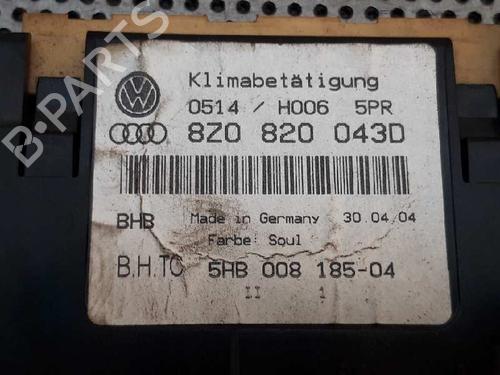 Klimabetätigung
0514 / H006 5PR
8Z0 820 043D
BHB Made in Germany 30.04.04
Farbe: Soul
B.H.TC 5HB 008 185-04
II 1
B-PARTS